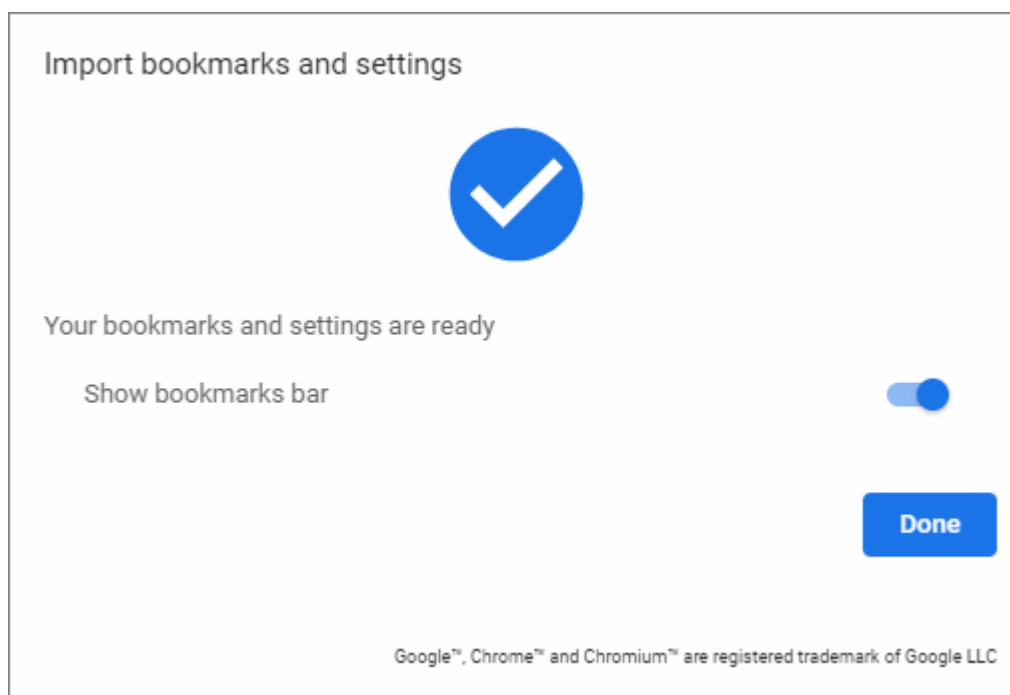 Import bookmarks and settings
Your bookmarks and settings are ready
Show bookmarks bar
Done
Google™, Chrome™ and Chromium™ are registered trademark of Google LLC